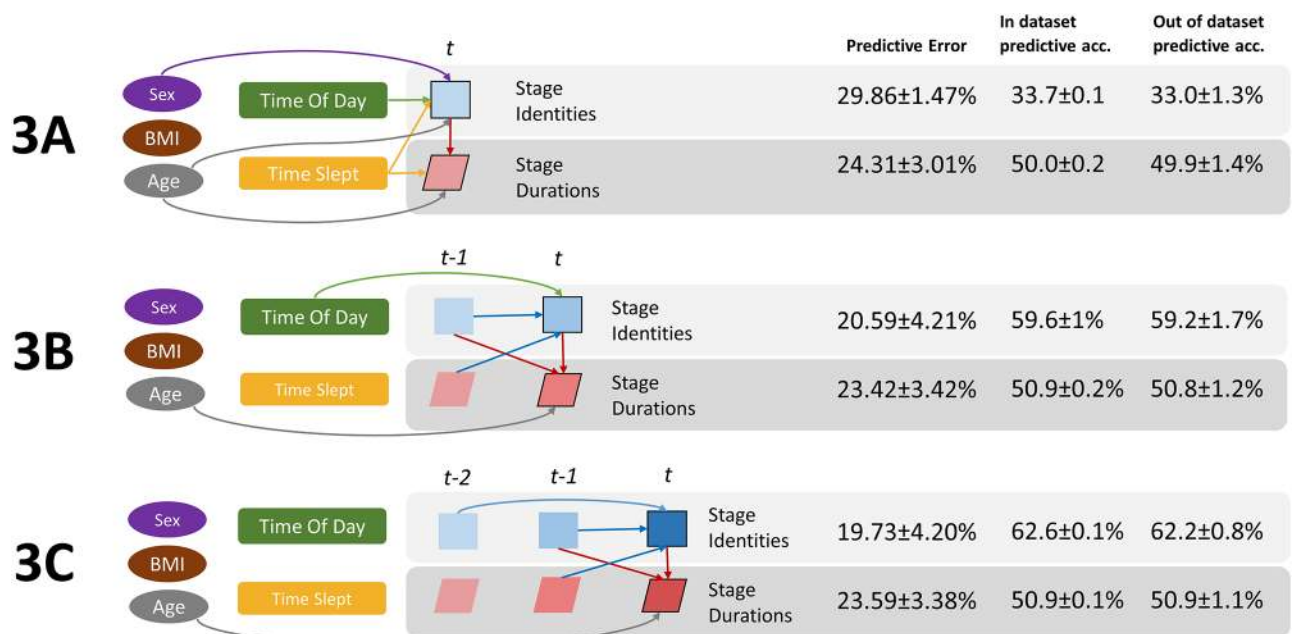 Predictive Error
In dataset
predictive acc.
Out of dataset
predictive acc.
t
3A
Sex
BMI
Age
Time Of Day
Time Slept
Stage
Identities
29.86±1.47% 33.7±0.1 33.0±1.3%
Stage
Durations
24.31±3.01% 50.0±0.2 49.9±1.4%
t-1 t
3B
Sex
BMI
Age
Time Of Day
Time Slept
Stage
Identities
20.59±4.21% 59.6±1% 59.2±1.7%
Stage
Durations
23.42±3.42% 50.9±0.2% 50.8±1.2%
t-2 t-1 t
3C
Sex
BMI
Age
Time Of Day
Time Slept
Stage
Identities
19.73±4.20% 62.6±0.1% 62.2±0.8%
Stage
Durations
23.59±3.38% 50.9±0.1% 50.9±1.1%